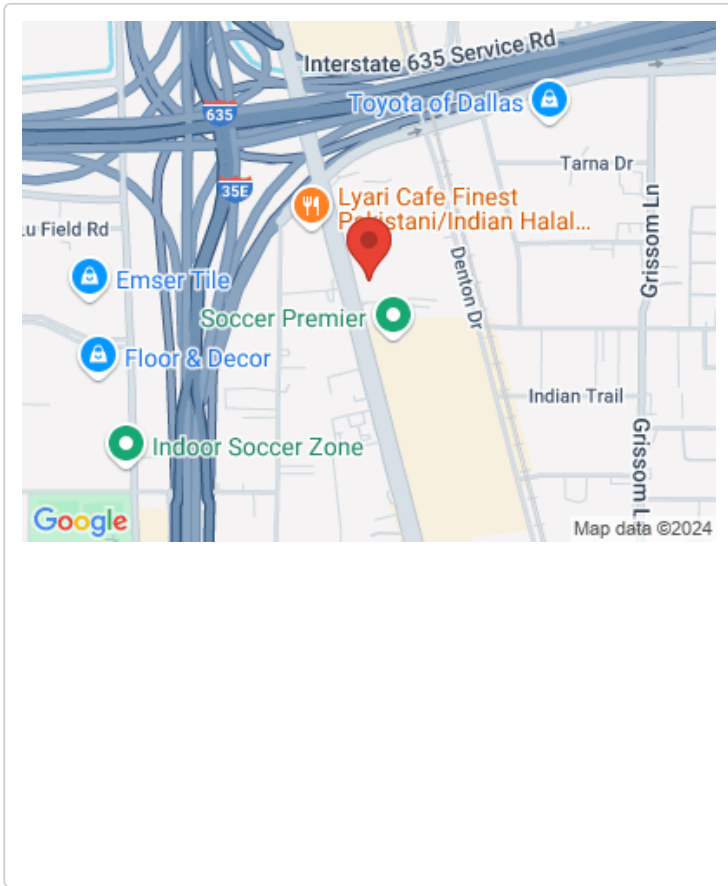 Interstate 635 Service Rd
635
Toyota of Dallas
Tarna Dr
35E
Lyari Cafe Finest
Pakistani/Indian Halal...
Grissom Ln
.u Field Rd
Emser Tile
Denton Dr
Soccer Premier
Floor & Decor
Indian Trail
Indoor Soccer Zone
Grissom L
Google
Map data ©2024